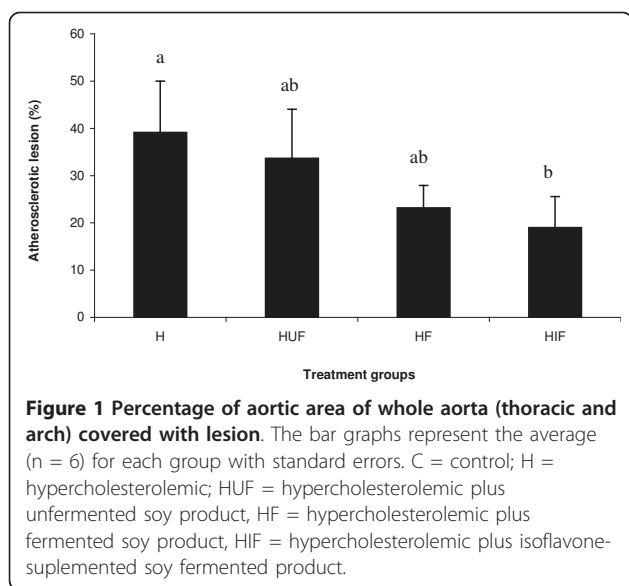 60
50
40
30
20
10
0
Atherosclerotic lesion (%)
a
ab
ab
b
H HUF HF HIF
Treatment groups
Figure 1 Percentage of aortic area of whole aorta (thoracic and
arch) covered with lesion. The bar graphs represent the average
(n = 6) for each group with standard errors. C = control; H =
hypercholesterolemic; HUF = hypercholesterolemic plus
unfermented soy product, HF = hypercholesterolemic plus
fermented soy product, HIF = hypercholesterolemic plus isoflavone-
suplemented soy fermented product.